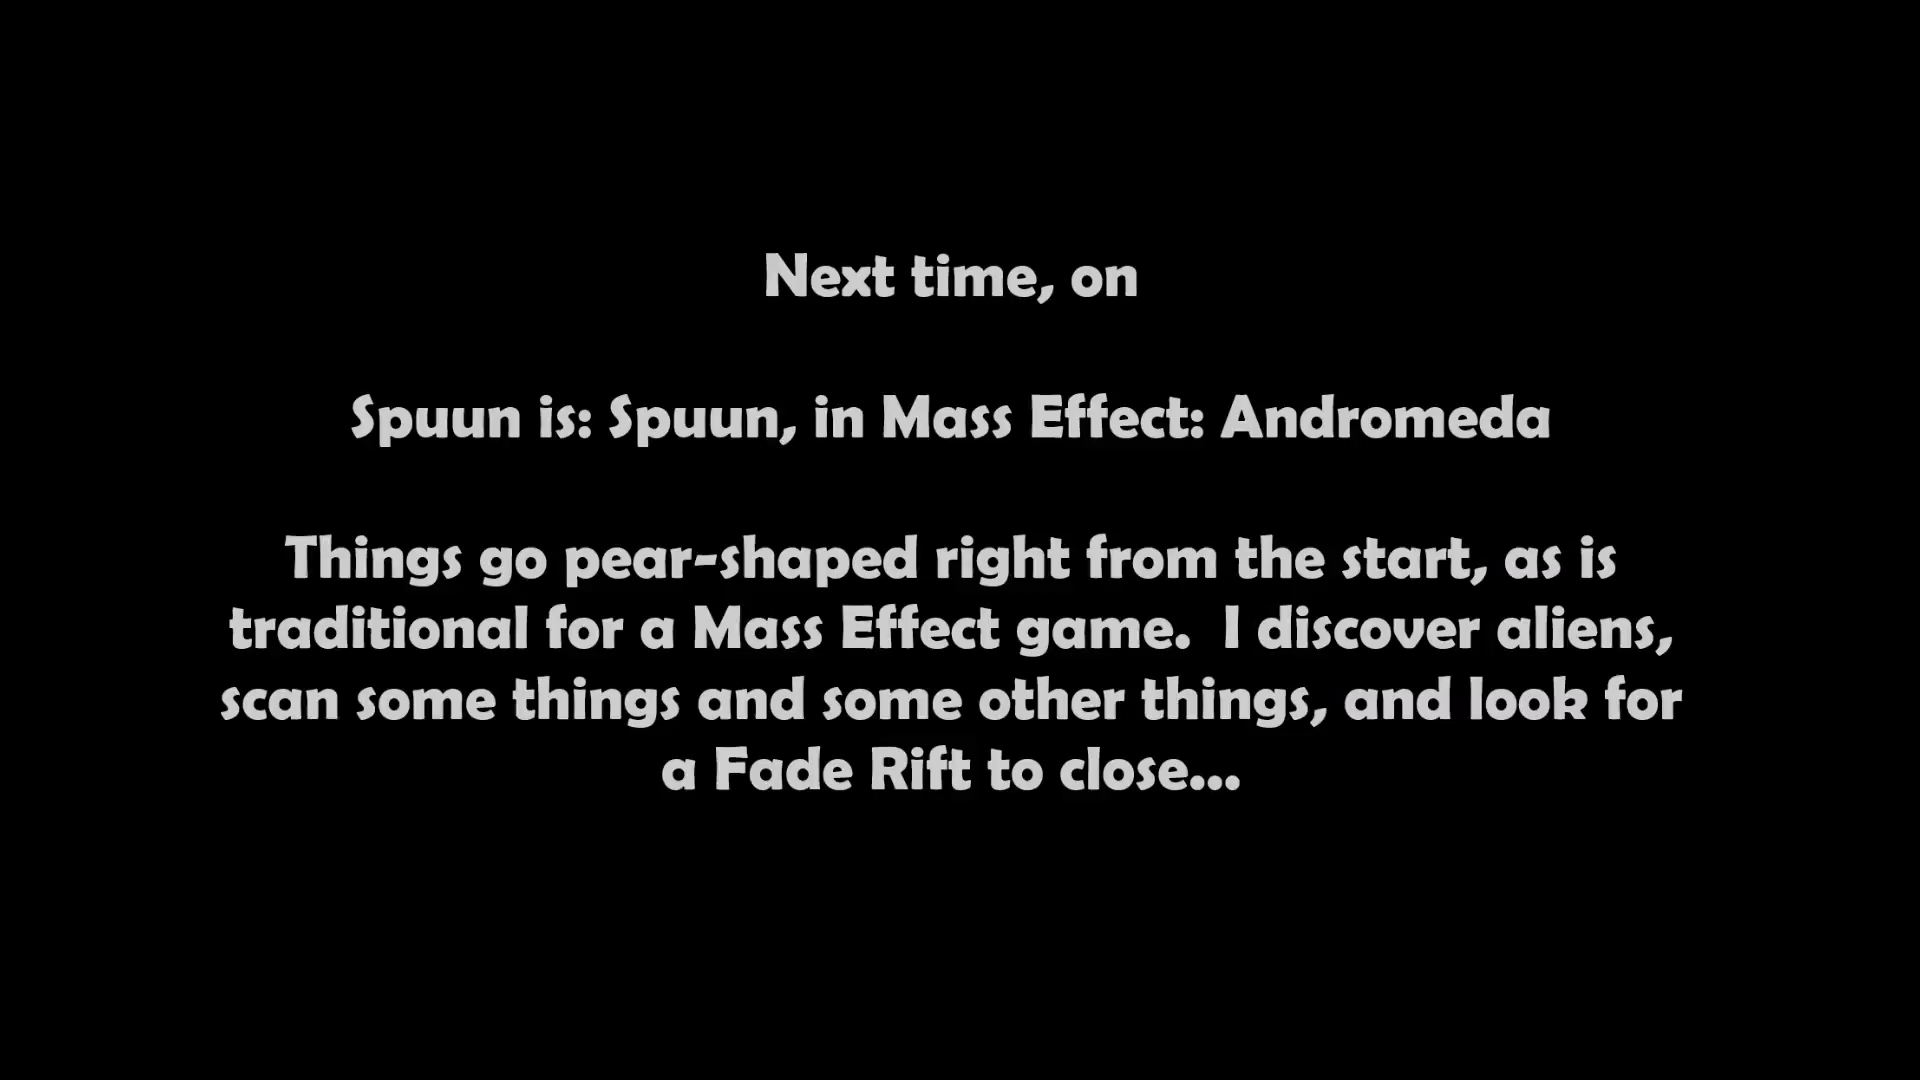 Next time, on
Spuun is: Spuun, in Mass Effect: Andromeda
Things go pear-shaped right from the start, as is
traditional for a Mass Effect game.  I discover aliens,
scan some things and some other things, and look for
a Fade Rift to close...